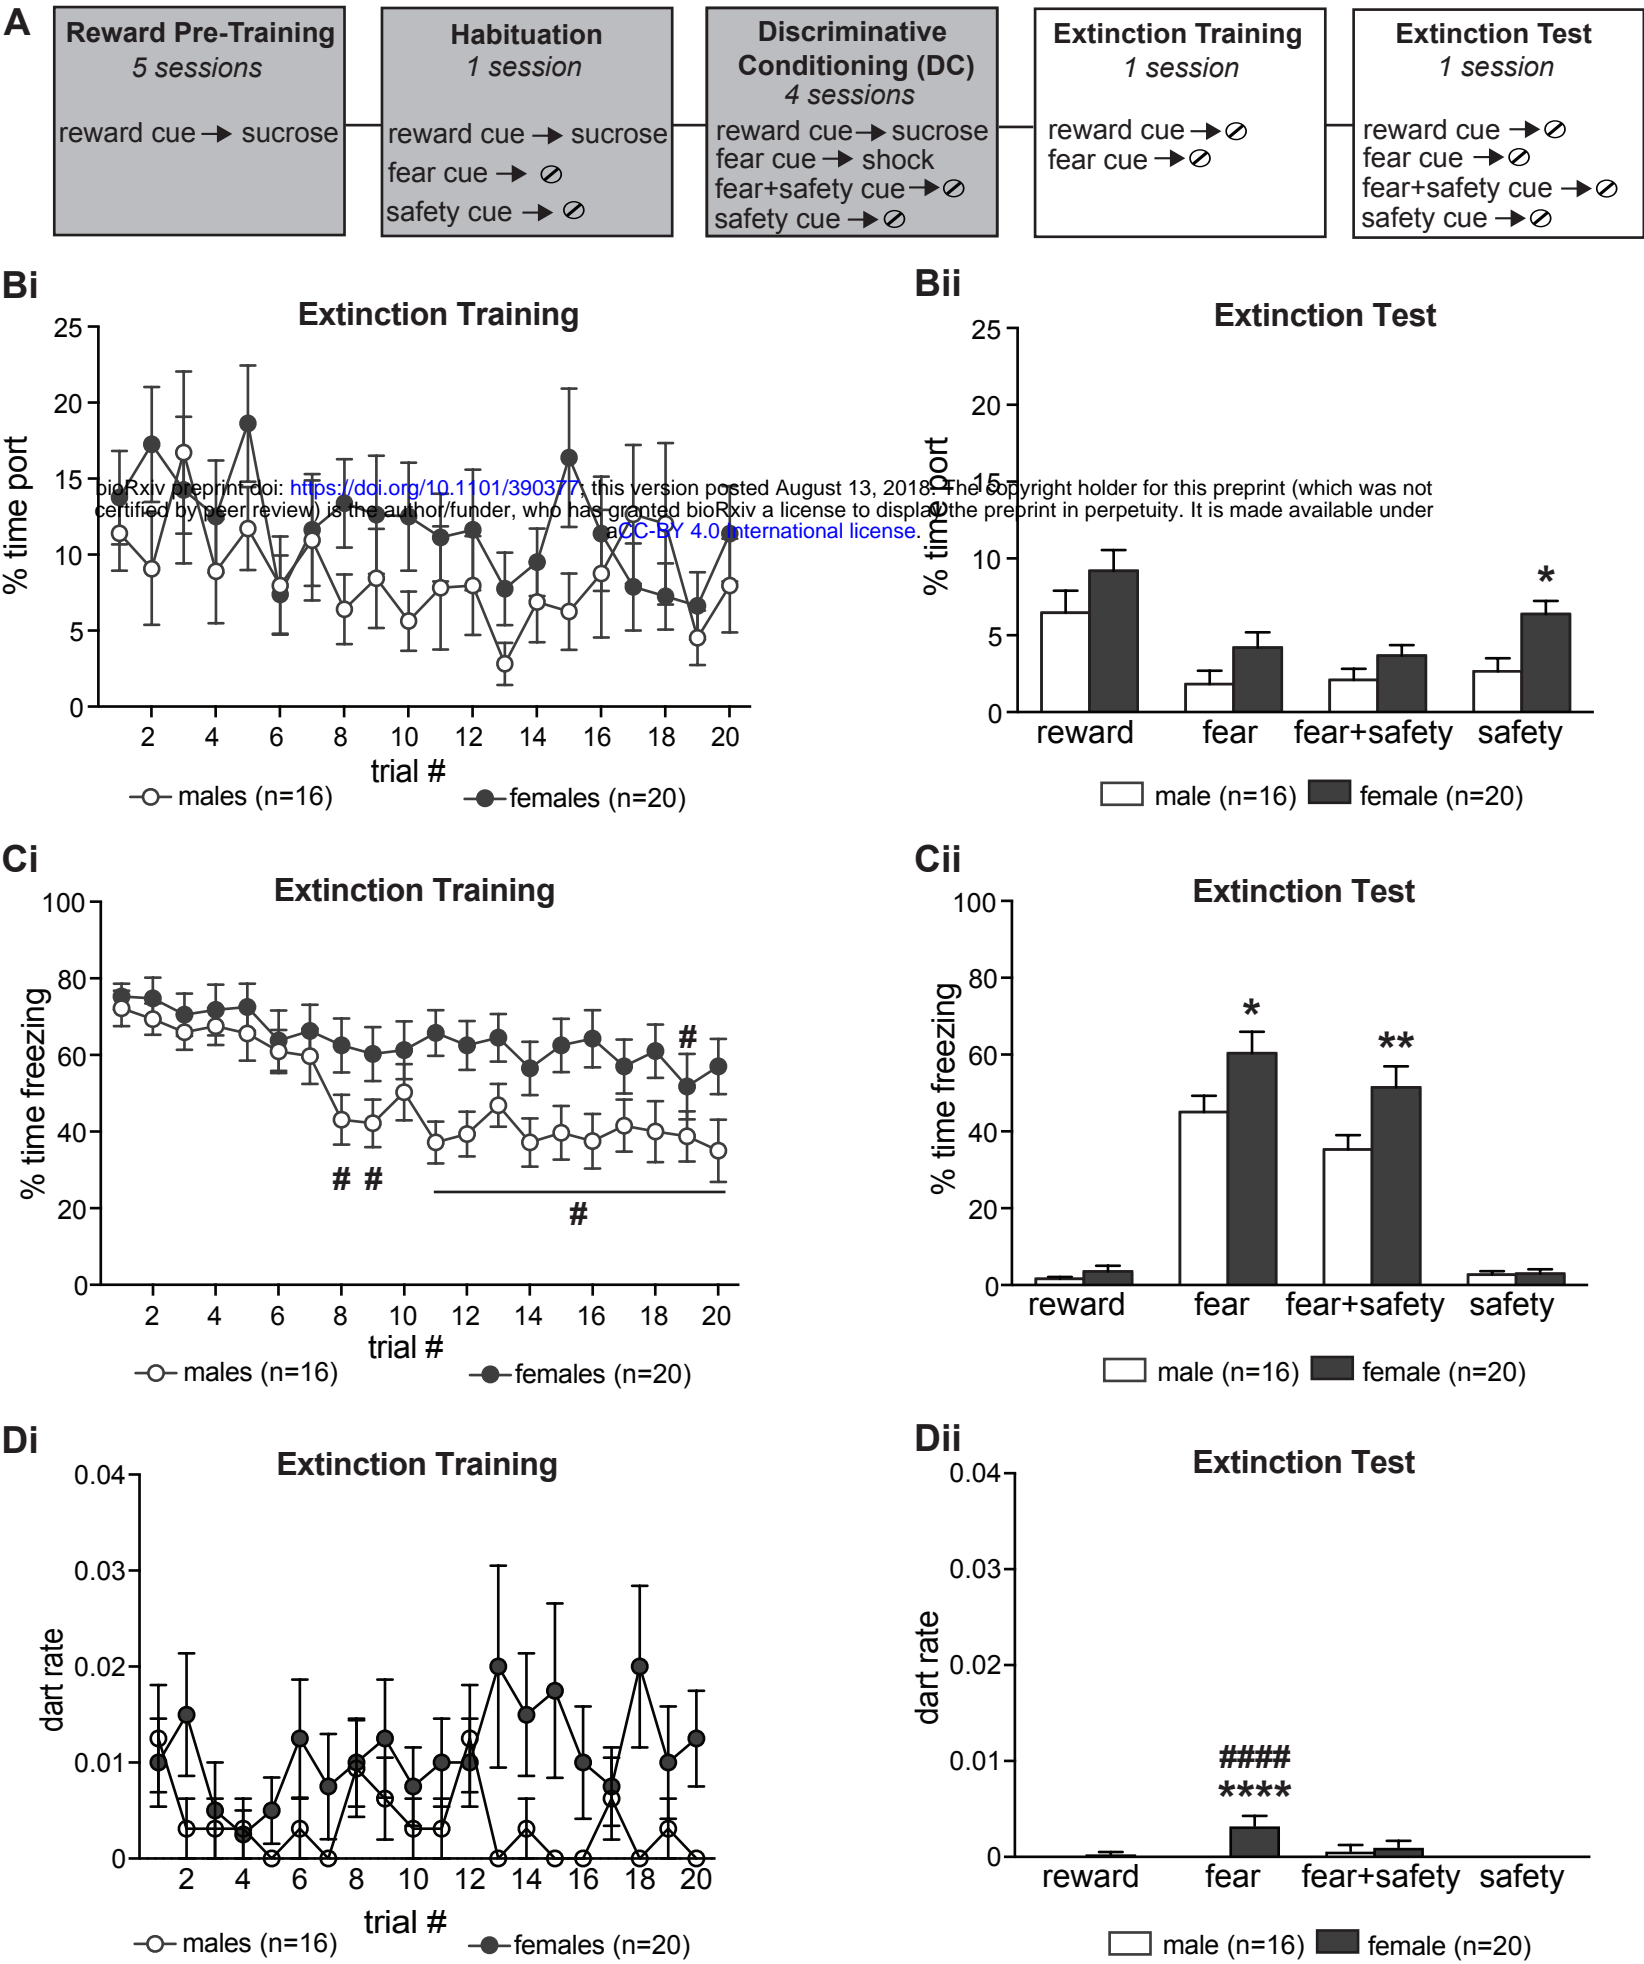 A
Reward Pre-Training
5 sessions
reward cue → sucrose
Habituation
1 session
reward cue → sucrose
fear cue → ⊘
safety cue → ⊘
Discriminative
Conditioning (DC)
4 sessions
reward cue → sucrose
fear cue → shock
fear+safety cue → ⊘
safety cue → ⊘
Extinction Training
1 session
reward cue → ⊘
fear cue → ⊘
Extinction Test
1 session
reward cue → ⊘
fear cue → ⊘
fear+safety cue → ⊘
safety cue → ⊘
Bi
Extinction Training
25
20
15
10
5
0
% time port
2 4 6 8 10 12 14 16 18 20
trial #
males (n=16) females (n=20)
Bii
Extinction Test
25
20
15
10
5
0
% time port
*
reward fear fear+safety safety
male (n=16) female (n=20)
bioRxiv preprint doi: https://doi.org/10.1101/390377; this version posted August 13, 2018. The copyright holder for this preprint (which was not
certified by peer review) is the author/funder, who has granted bioRxiv a license to display the preprint in perpetuity. It is made available under
aCC-BY 4.0 International license.
Ci
Extinction Training
100
80
60
40
20
0
% time freezing
#
# #
#
2 4 6 8 10 12 14 16 18 20
trial #
males (n=16) females (n=20)
Cii
Extinction Test
100
80
60
40
20
0
% time freezing
*
**
reward fear fear+safety safety
male (n=16) female (n=20)
Di
Extinction Training
0.04
0.03
0.02
0.01
0
dart rate
2 4 6 8 10 12 14 16 18 20
trial #
males (n=16) females (n=20)
Dii
Extinction Test
0.04
0.03
0.02
0.01
0
dart rate
####
****
reward fear fear+safety safety
male (n=16) female (n=20)